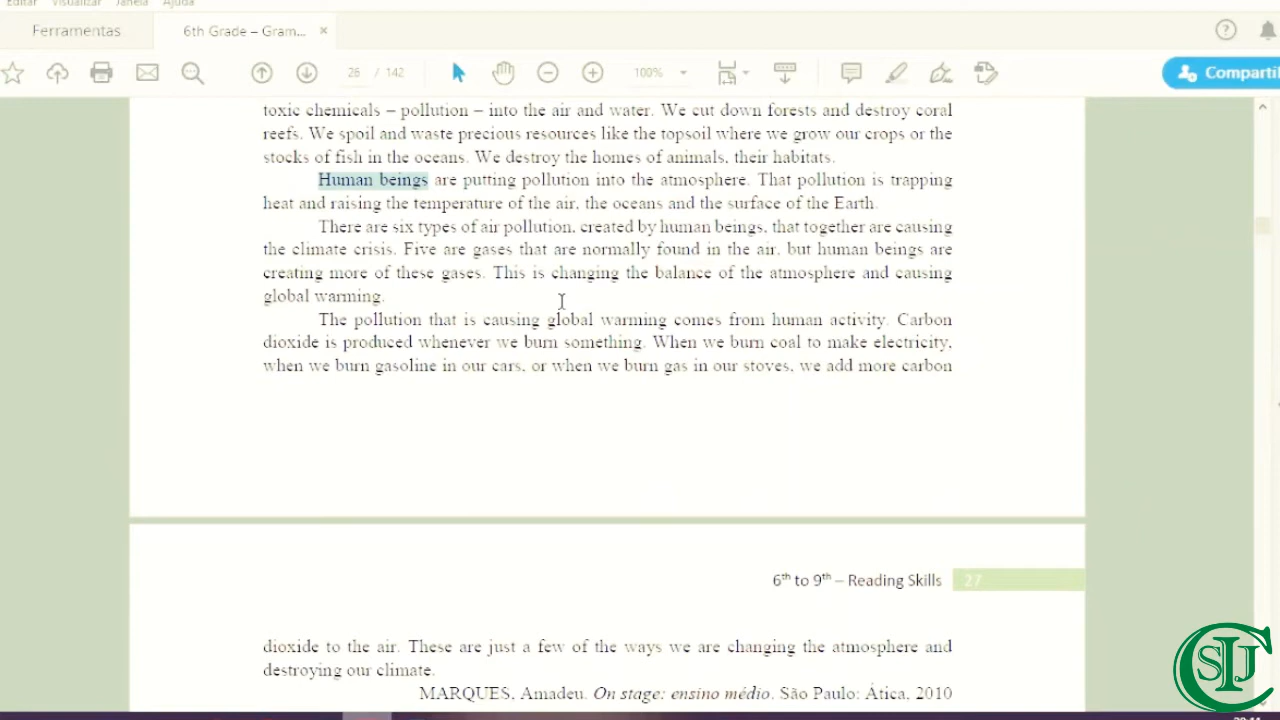 Editar Visualizar Janela Ajuda
Ferramentas 6th Grade – Gram... ×
26 / 142 100% Compartil
toxic chemicals – pollution – into the air and water. We cut down forests and destroy coral
reefs. We spoil and waste precious resources like the topsoil where we grow our crops or the
stocks of fish in the oceans. We destroy the homes of animals, their habitats.
Human beings are putting pollution into the atmosphere. That pollution is trapping
heat and raising the temperature of the air, the oceans and the surface of the Earth.
There are six types of air pollution, created by human beings, that together are causing
the climate crisis. Five are gases that are normally found in the air, but human beings are
creating more of these gases. This is changing the balance of the atmosphere and causing
global warming.
The pollution that is causing global warming comes from human activity. Carbon
dioxide is produced whenever we burn something. When we burn coal to make electricity,
when we burn gasoline in our cars, or when we burn gas in our stoves, we add more carbon
6th to 9th – Reading Skills 27
dioxide to the air. These are just a few of the ways we are changing the atmosphere and
destroying our climate.
MARQUES, Amadeu. On stage: ensino médio. São Paulo: Ática, 2010
CSIJ